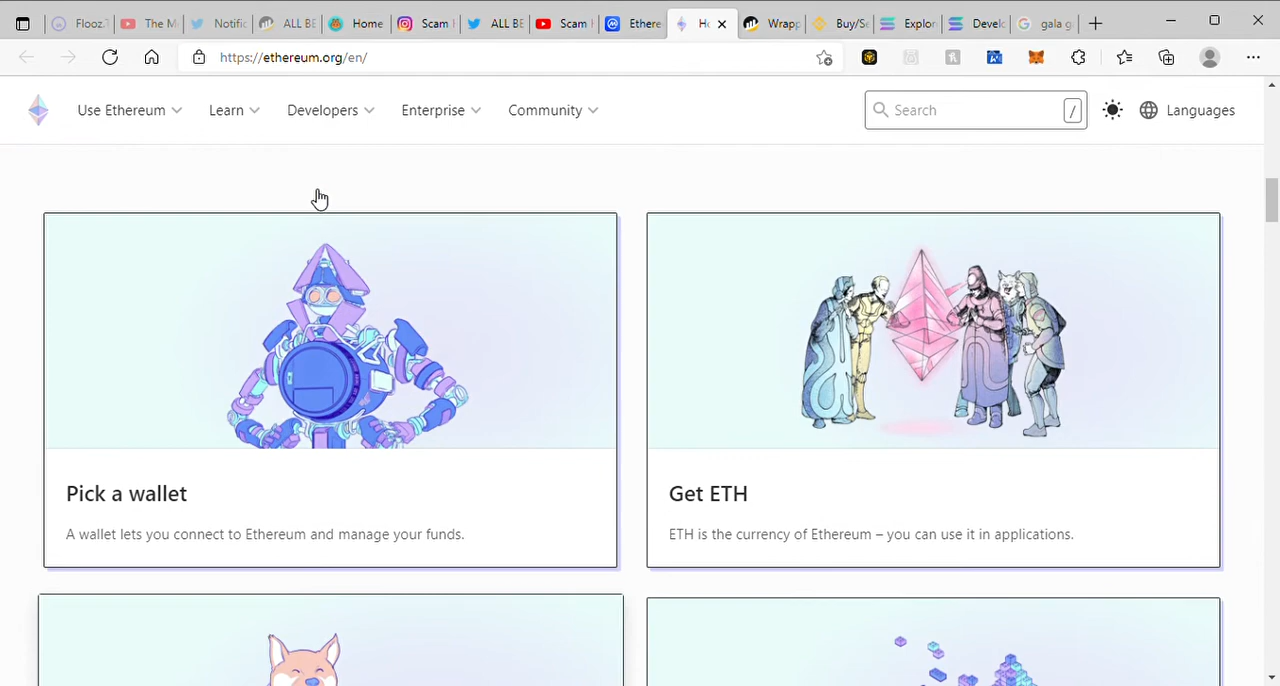 Flooz.T
The M
Notific
ALL BE
Home
Scam
ALL BE
Scam
Ethere
Ho
Wrapp
Buy/Se
Explor
Devel
gala g
https://ethereum.org/en/
Use Ethereum
Learn
Developers
Enterprise
Community
Search
/
Languages
Pick a wallet
A wallet lets you connect to Ethereum and manage your funds.
Get ETH
ETH is the currency of Ethereum – you can use it in applications.